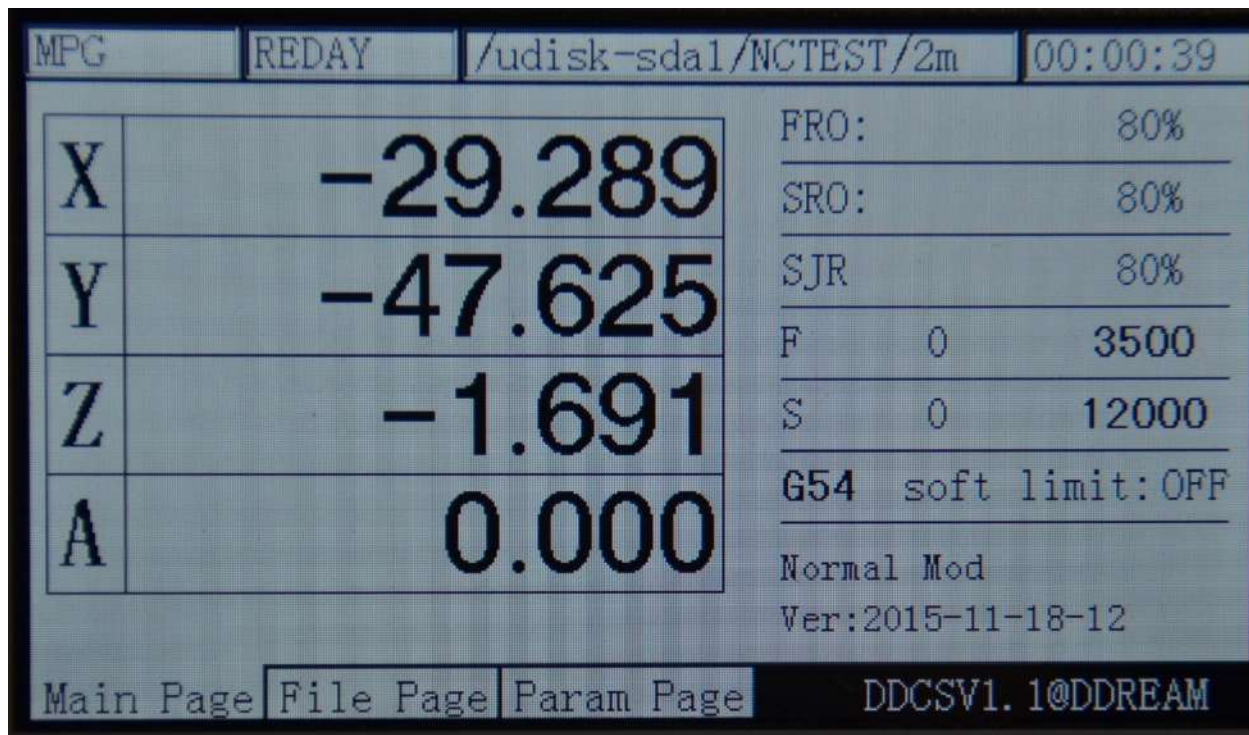 MPG REDAY /udisk-sda1/NCTEST/2m 00:00:39
X -29.289
Y -47.625
Z -1.691
A 0.000
FRO: 80%
SRO: 80%
SJR 80%
F 0 3500
S 0 12000
G54 soft limit:OFF
Normal Mod
Ver:2015-11-18-12
Main Page File Page Param Page DDCSV1.1@DDREAM